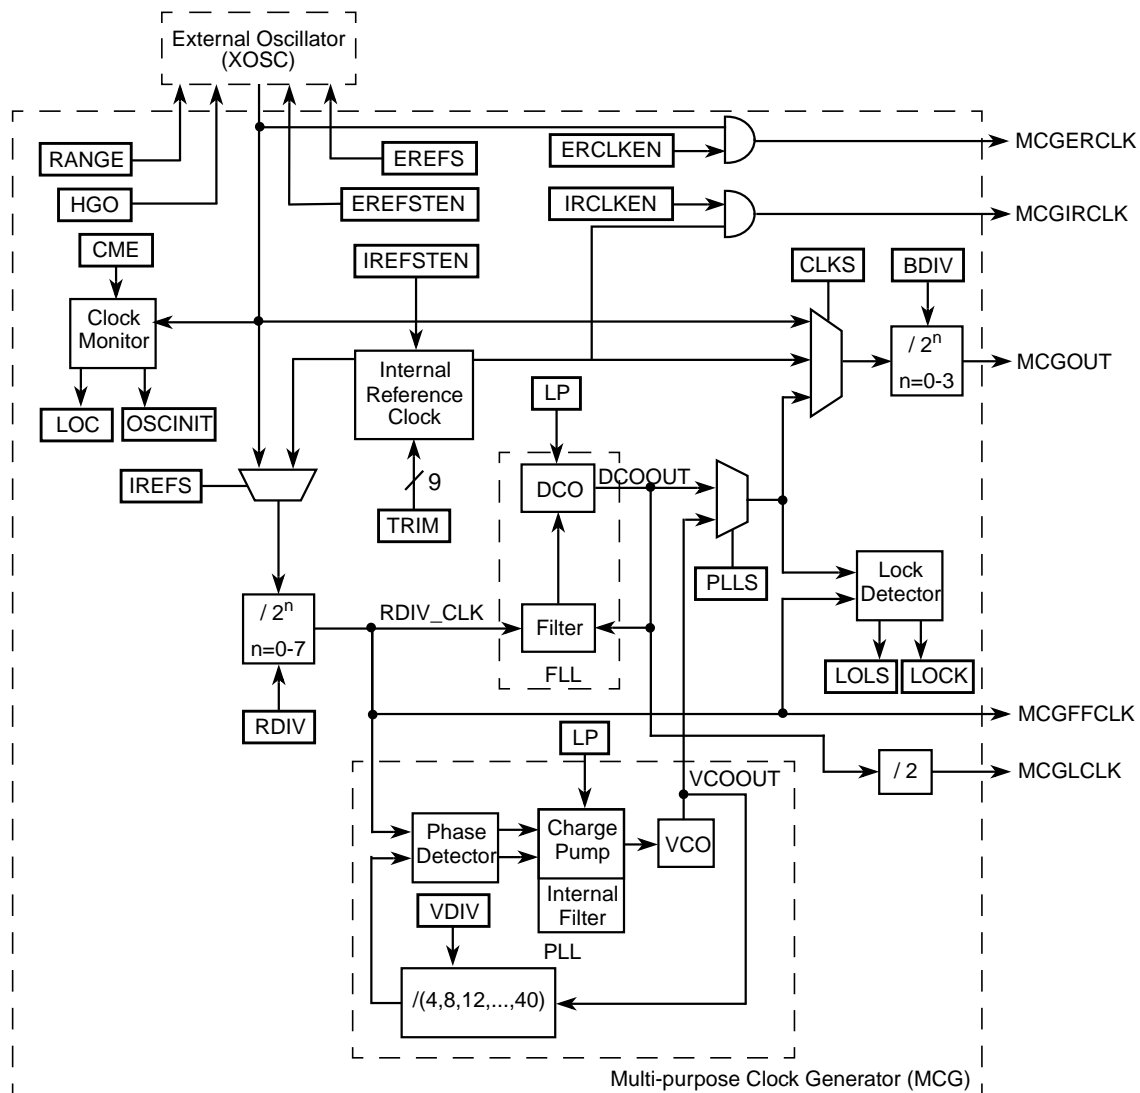 External Oscillator
(XOSC)
MCGERCLK
RANGE
EREFS
ERCLKEN
HGO
EREFSTEN
IRCLKEN
MCGIRCLK
CME
IREFSTEN
CLKS
BDIV
Clock
Monitor
/ 2n
n=0-3
MCGOUT
Internal
Reference
Clock
LP
LOC
OSCINIT
IREFS
9
TRIM
DCO
DCOOUT
PLLS
Lock
Detector
/ 2n
n=0-7
RDIV_CLK
Filter
FLL
LOLS
LOCK
RDIV
MCGFFCLK
LP
/ 2
MCGLCLK
VCOOUT
Phase
Detector
Charge
Pump
VCO
Internal
Filter
VDIV
PLL
/(4,8,12,...,40)
Multi-purpose Clock Generator (MCG)